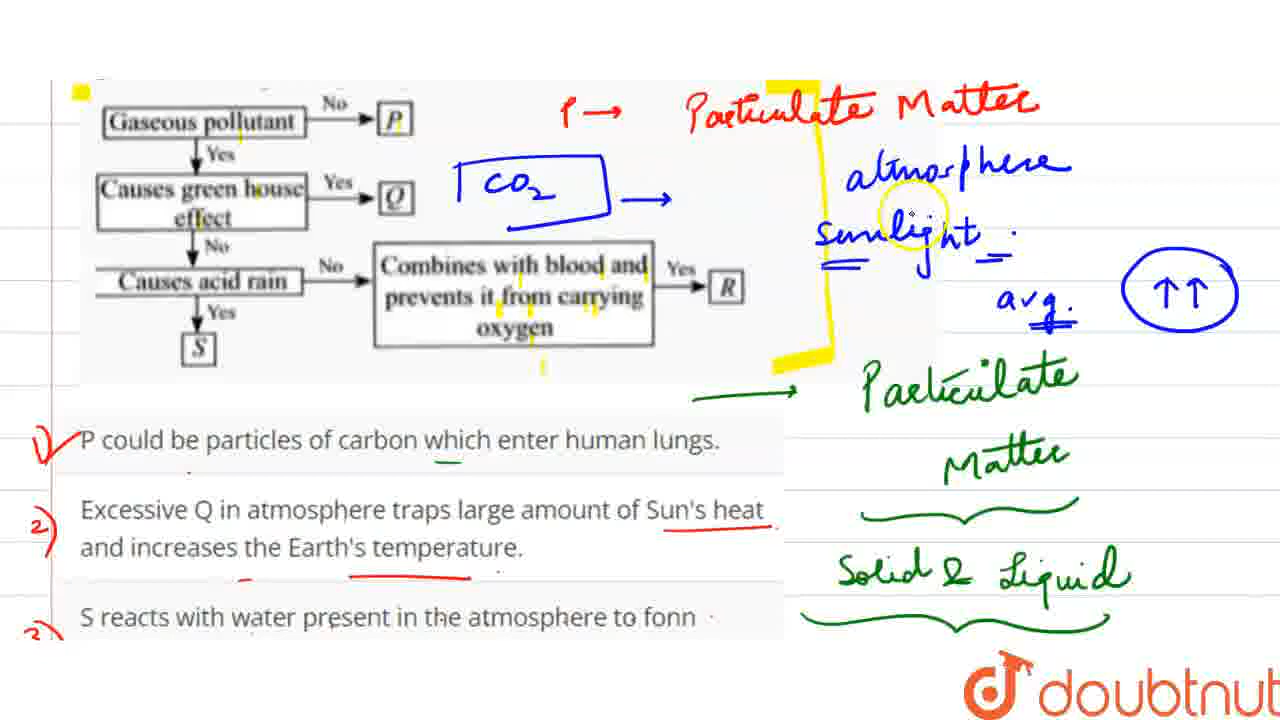 No
Gaseous pollutant
P
P → Particulate Matter
Yes
Causes green house
effect
Yes
Q
CO2 →
atmosphere
sunlight
No
avg. ↑↑
Causes acid rain
No
Combines with blood and
prevents it from carrying
oxygen
Yes
R
Yes
S
→ Particulate
Matter
Solid & Liquid
P could be particles of carbon which enter human lungs.
2) Excessive Q in atmosphere traps large amount of Sun's heat
and increases the Earth's temperature.
3) S reacts with water present in the atmosphere to fonn
doubtnut